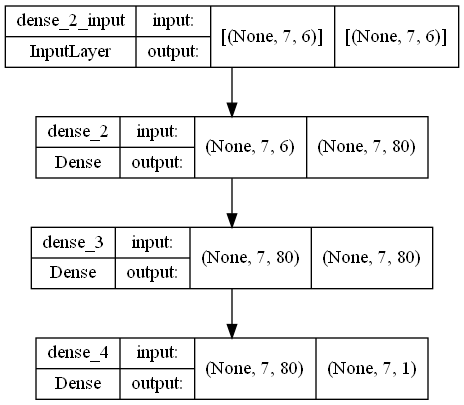 dense_2_input input: [(None, 7, 6)] [(None, 7, 6)]
InputLayer output:
dense_2 input: (None, 7, 6) (None, 7, 80)
Dense output:
dense_3 input: (None, 7, 80) (None, 7, 80)
Dense output:
dense_4 input: (None, 7, 80) (None, 7, 1)
Dense output: